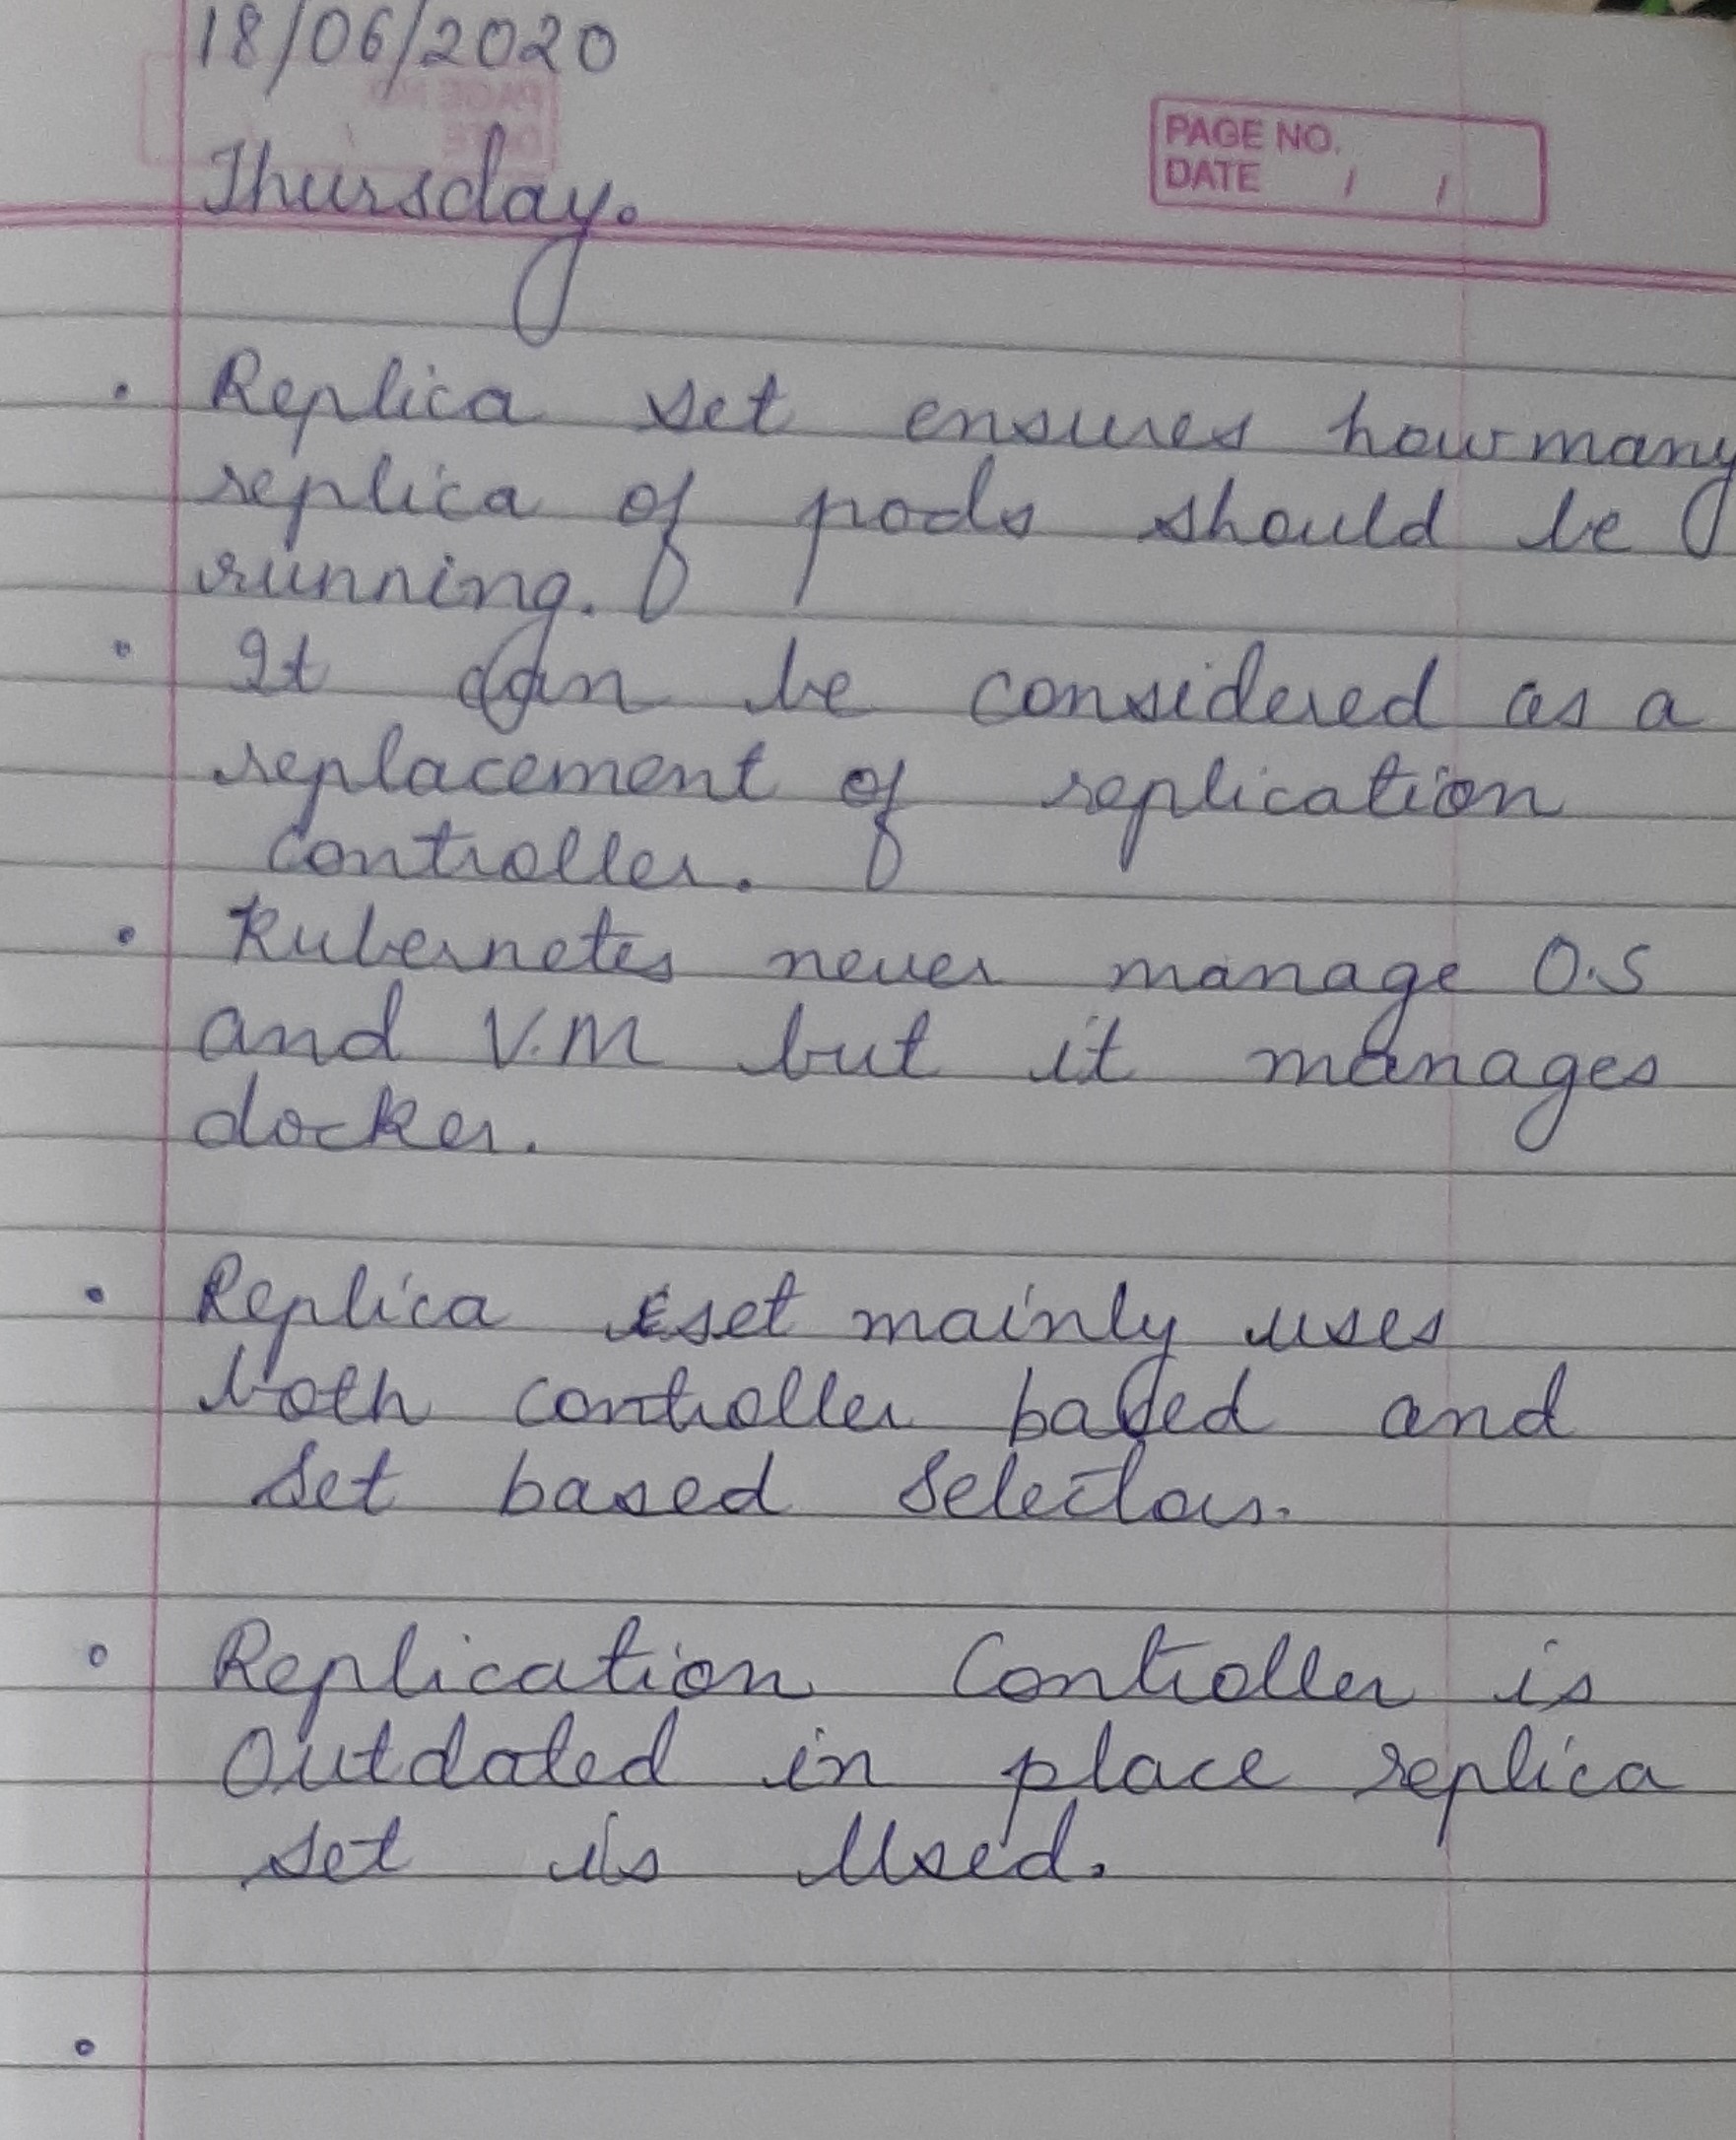 18/06/2020
PAGE NO.
DATE / /
Thursday.
• Replica set ensures how many
replica of pods should be
running.
• It can be considered as a
replacement of replication
controller.
• Kubernetes never manage O.S
and V.M but it manages
docker.
• Replica set mainly uses
both controller based and
set based selectors.
• Replication Controller is
Outdated in place replica
set is Used.
•